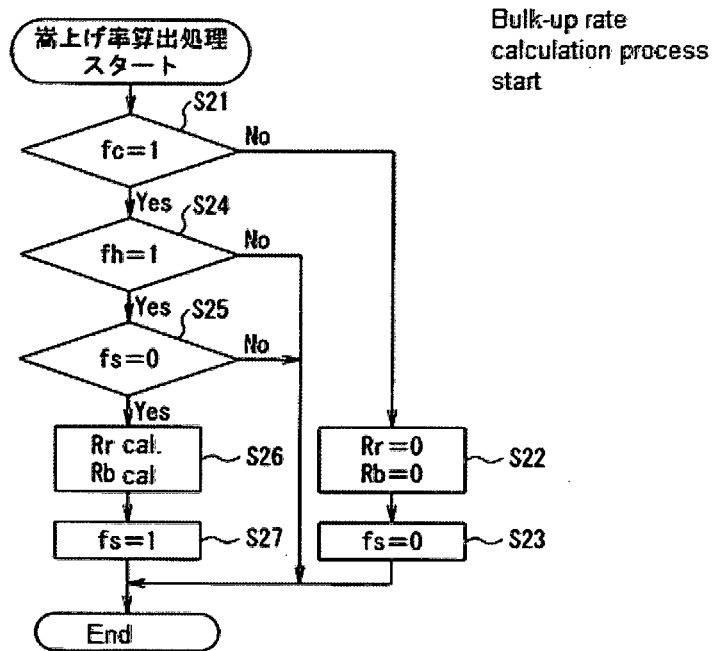 嵩上げ率算出処理
スタート
Bulk-up rate
calculation process
start
S21
fc=1
No
Yes
S24
fh=1
No
Yes
S25
fs=0
No
Yes
Rr cal.
Rb cal
S26
Rr=0
Rb=0
S22
fs=1
S27
fs=0
S23
End